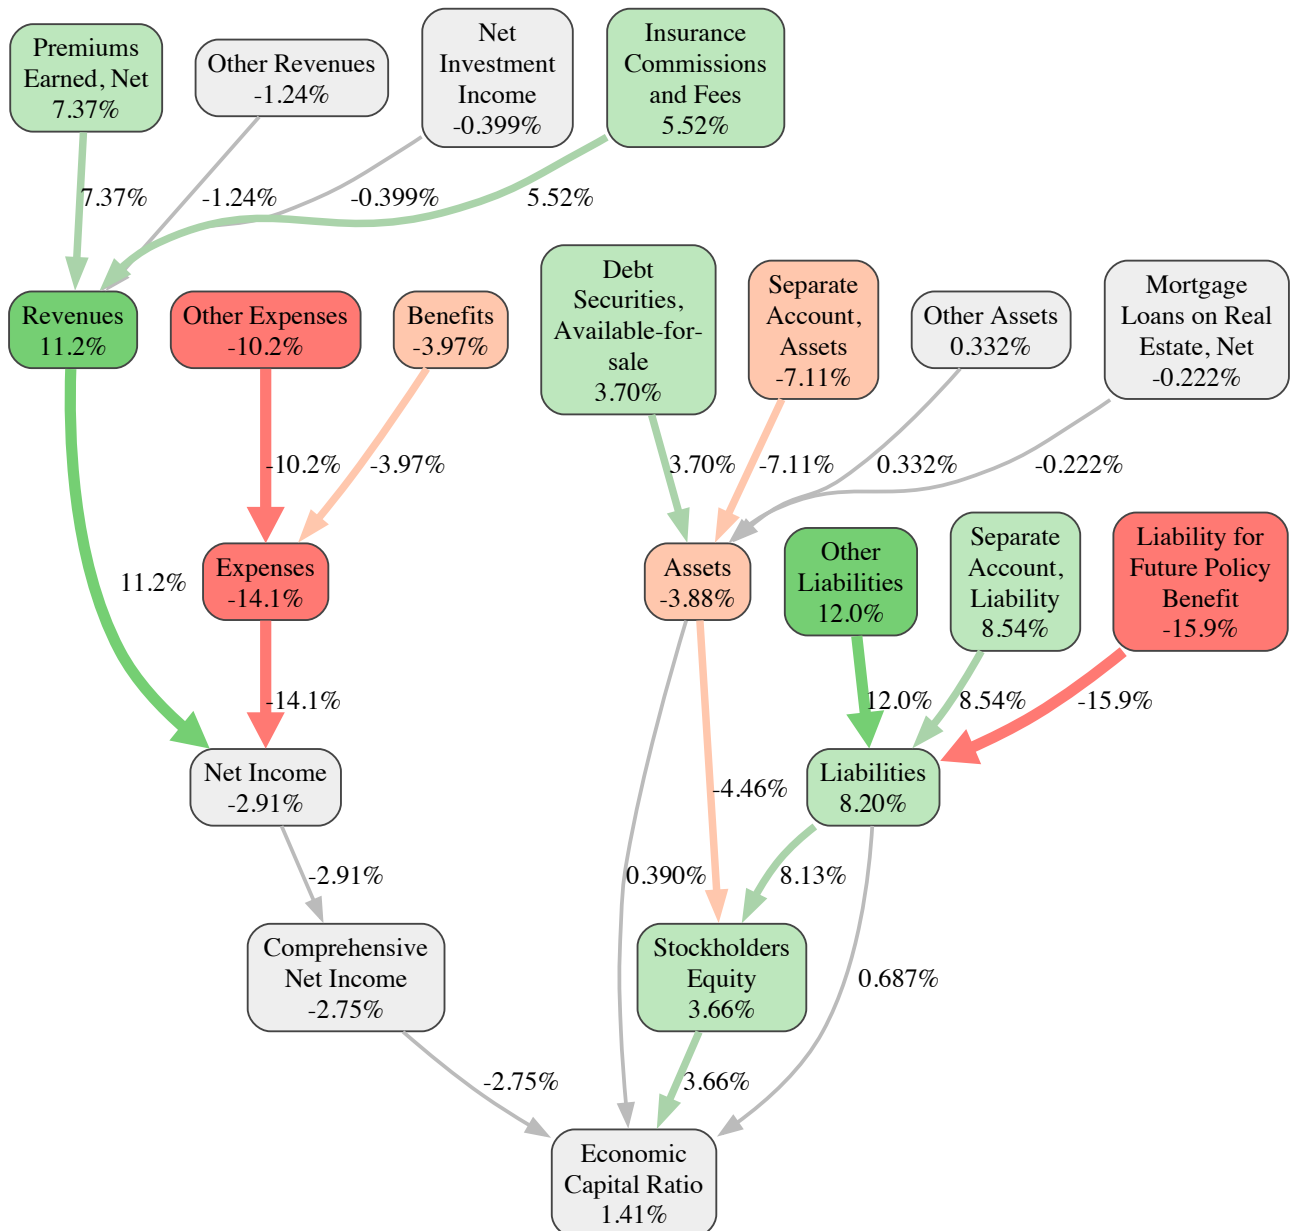 Premiums
Earned, Net
7.37%
Other Revenues
-1.24%
Net
Investment
Income
-0.399%
Insurance
Commissions
and Fees
5.52%
7.37%
-1.24%
-0.399%
5.52%
Revenues
11.2%
Other Expenses
-10.2%
Benefits
-3.97%
Debt
Securities,
Available-for-
sale
3.70%
Separate
Account,
Assets
-7.11%
Other Assets
0.332%
Mortgage
Loans on Real
Estate, Net
-0.222%
-10.2%
-3.97%
3.70%
-7.11%
0.332%
-0.222%
11.2%
Expenses
-14.1%
Assets
-3.88%
Other
Liabilities
12.0%
Separate
Account,
Liability
8.54%
Liability for
Future Policy
Benefit
-15.9%
-14.1%
12.0%
8.54%
-15.9%
Net Income
-2.91%
-4.46%
Liabilities
8.20%
-2.91%
0.390%
8.13%
Comprehensive
Net Income
-2.75%
Stockholders
Equity
3.66%
0.687%
-2.75%
3.66%
Economic
Capital Ratio
1.41%